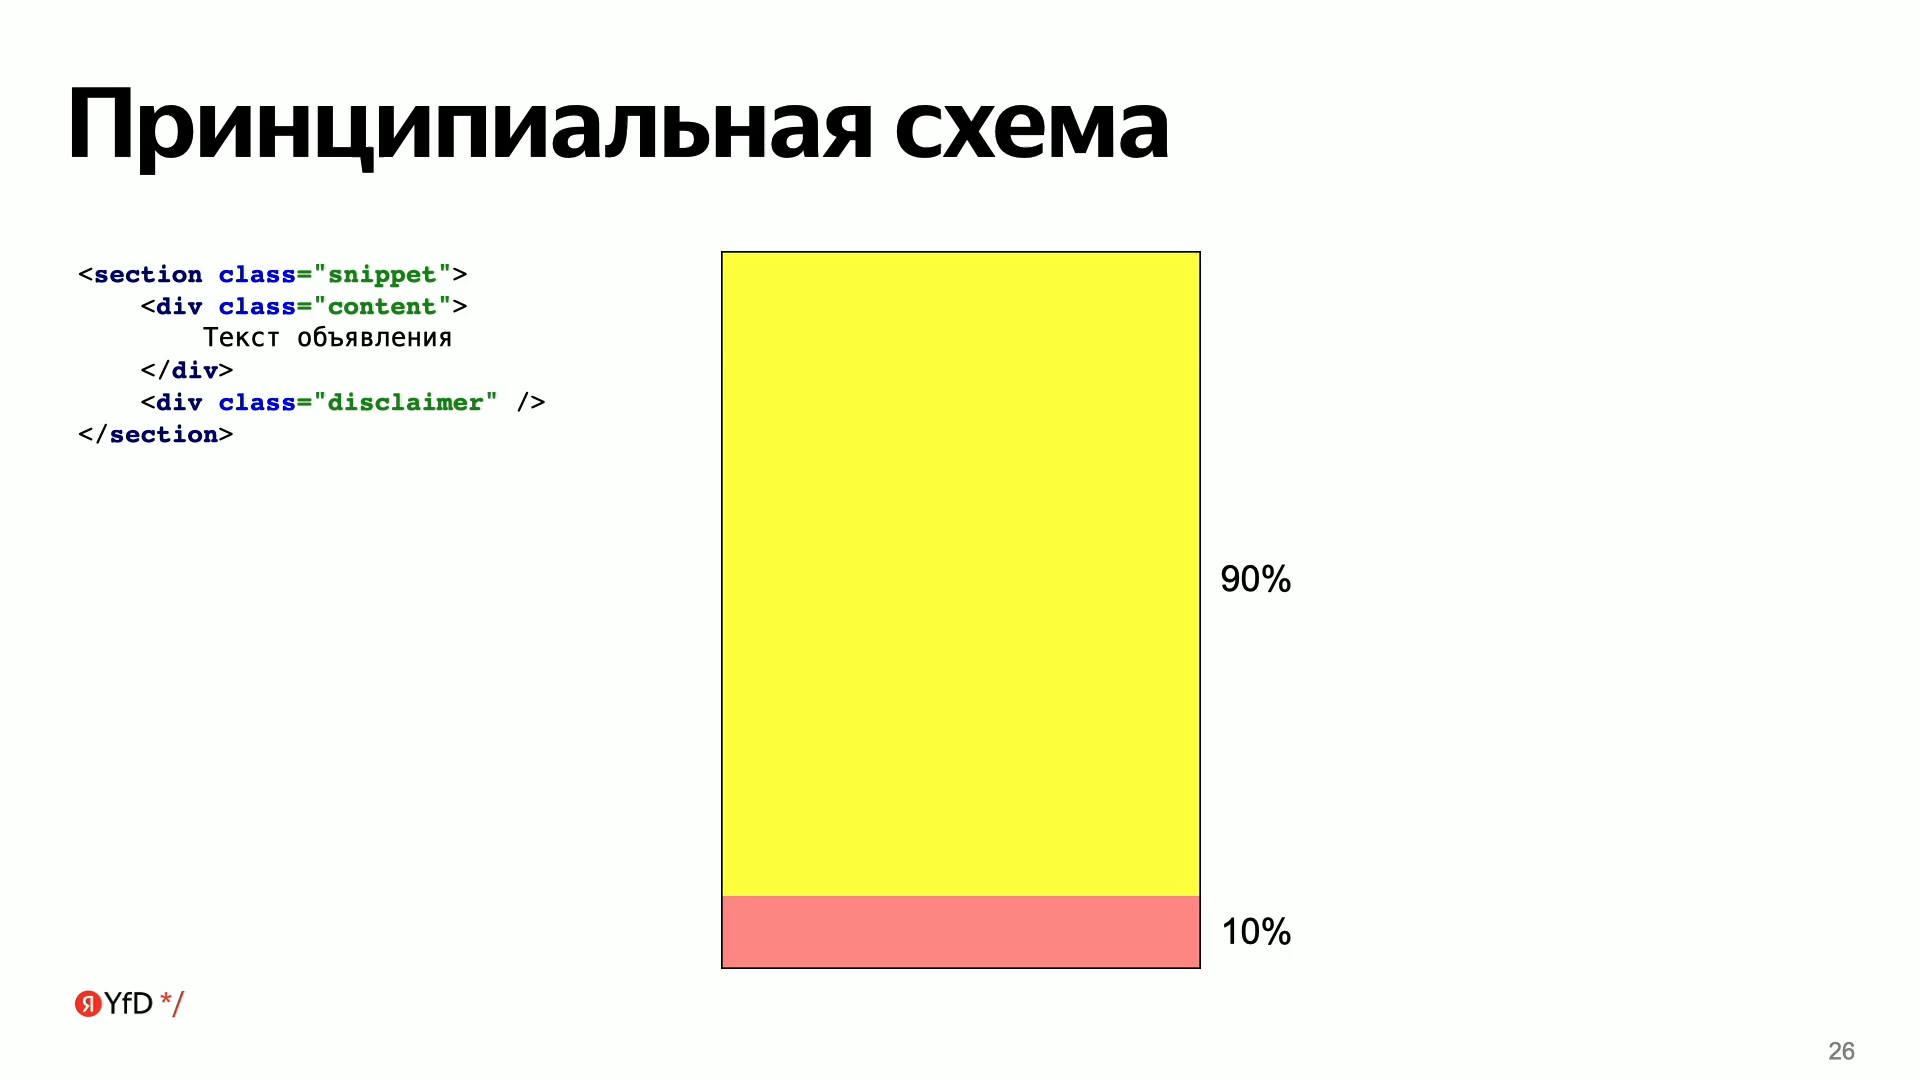 Принципиальная схема
<section class="snippet">
    <div class="content">
        Текст объявления
    </div>
    <div class="disclaimer" />
</section>
90%
10%
Я YfD */
26